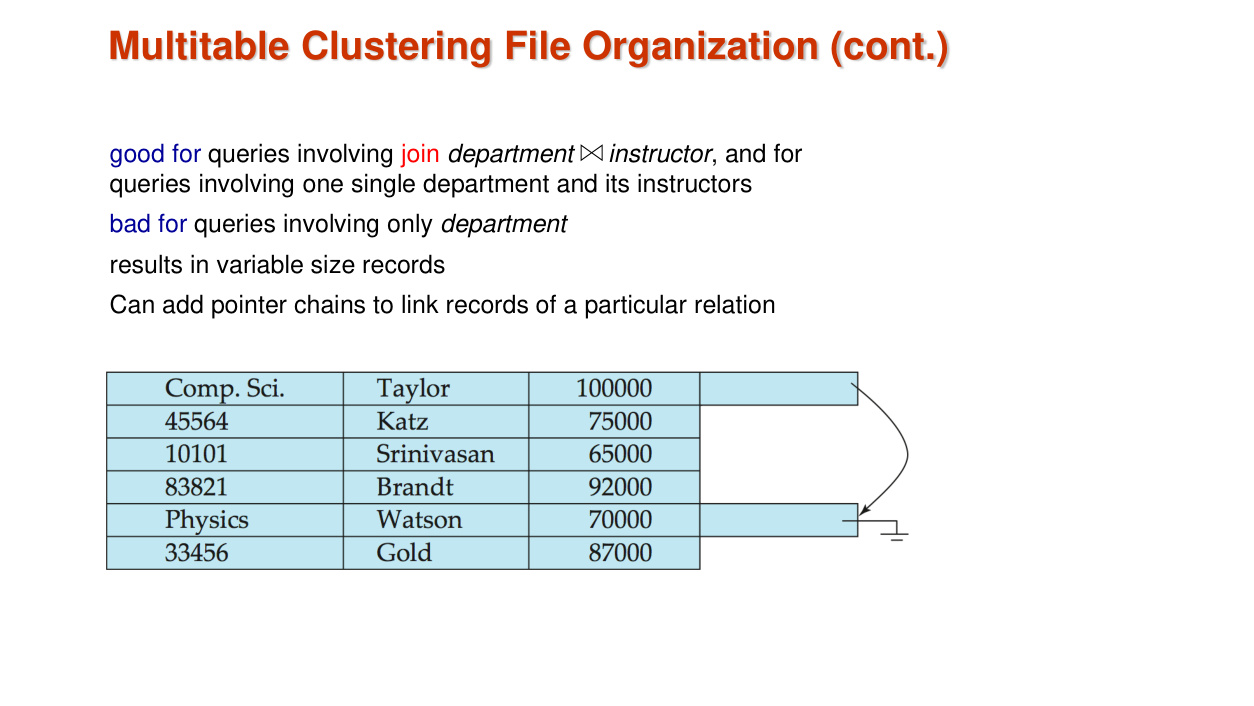 Multitable Clustering File Organization (cont.)
good for queries involving join department ⋈ instructor, and for
queries involving one single department and its instructors
bad for queries involving only department
results in variable size records
Can add pointer chains to link records of a particular relation
Comp. Sci. Taylor 100000
45564 Katz 75000
10101 Srinivasan 65000
83821 Brandt 92000
Physics Watson 70000
33456 Gold 87000